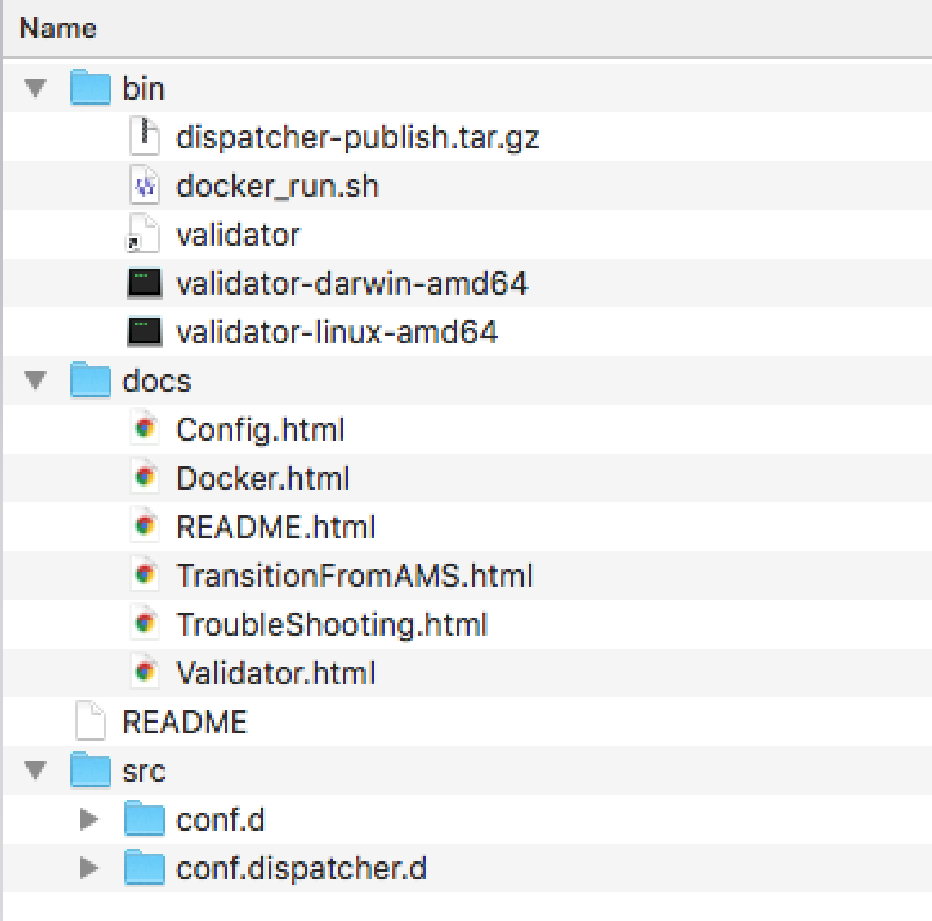 Name
bin
dispatcher-publish.tar.gz
docker_run.sh
validator
validator-darwin-amd64
validator-linux-amd64
docs
Config.html
Docker.html
README.html
TransitionFromAMS.html
TroubleShooting.html
Validator.html
README
src
conf.d
conf.dispatcher.d